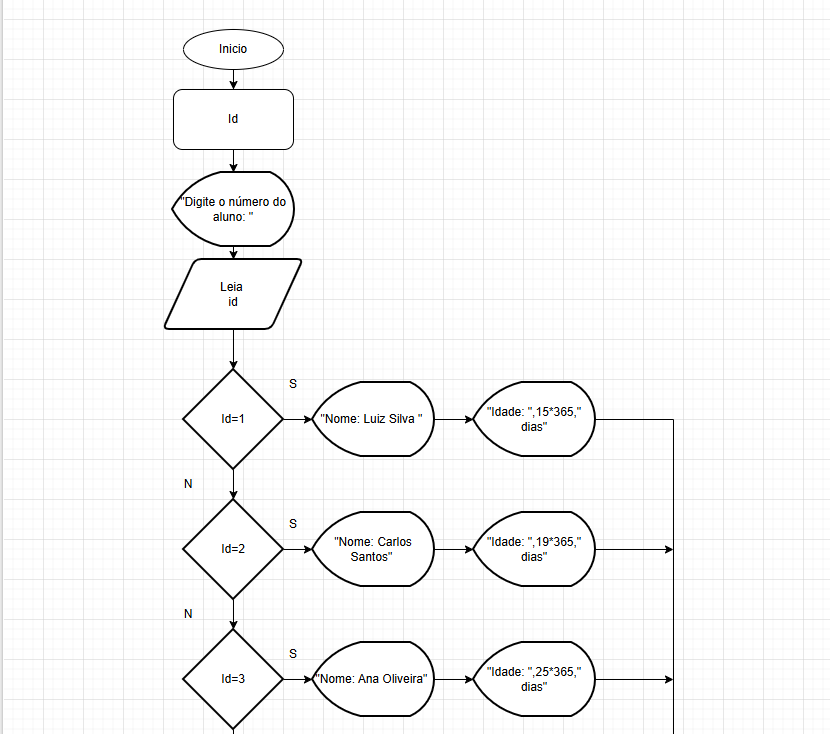 Inicio
Id
"Digite o número do
aluno: "
Leia
id
S
Id=1
"Nome: Luiz Silva "
"Idade: ",15*365,"
dias"
N
S
Id=2
"Nome: Carlos
Santos"
"Idade: ",19*365,"
dias"
N
S
Id=3
"Nome: Ana Oliveira"
"Idade: ",25*365,"
dias"